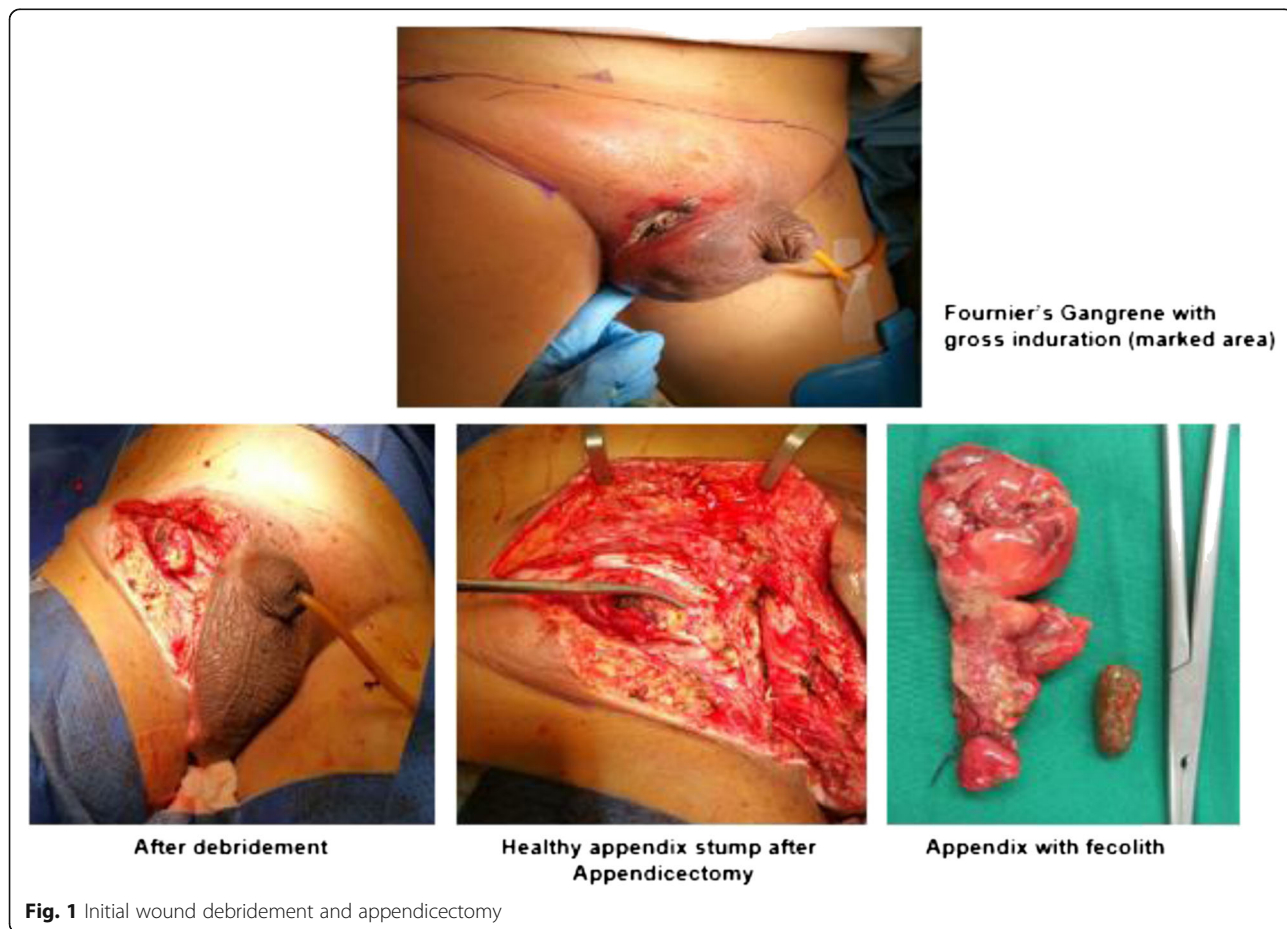 Fournier's Gangrene with
gross induration (marked area)
After debridement
Healthy appendix stump after
Appendicectomy
Appendix with fecolith
Fig. 1 Initial wound debridement and appendicectomy